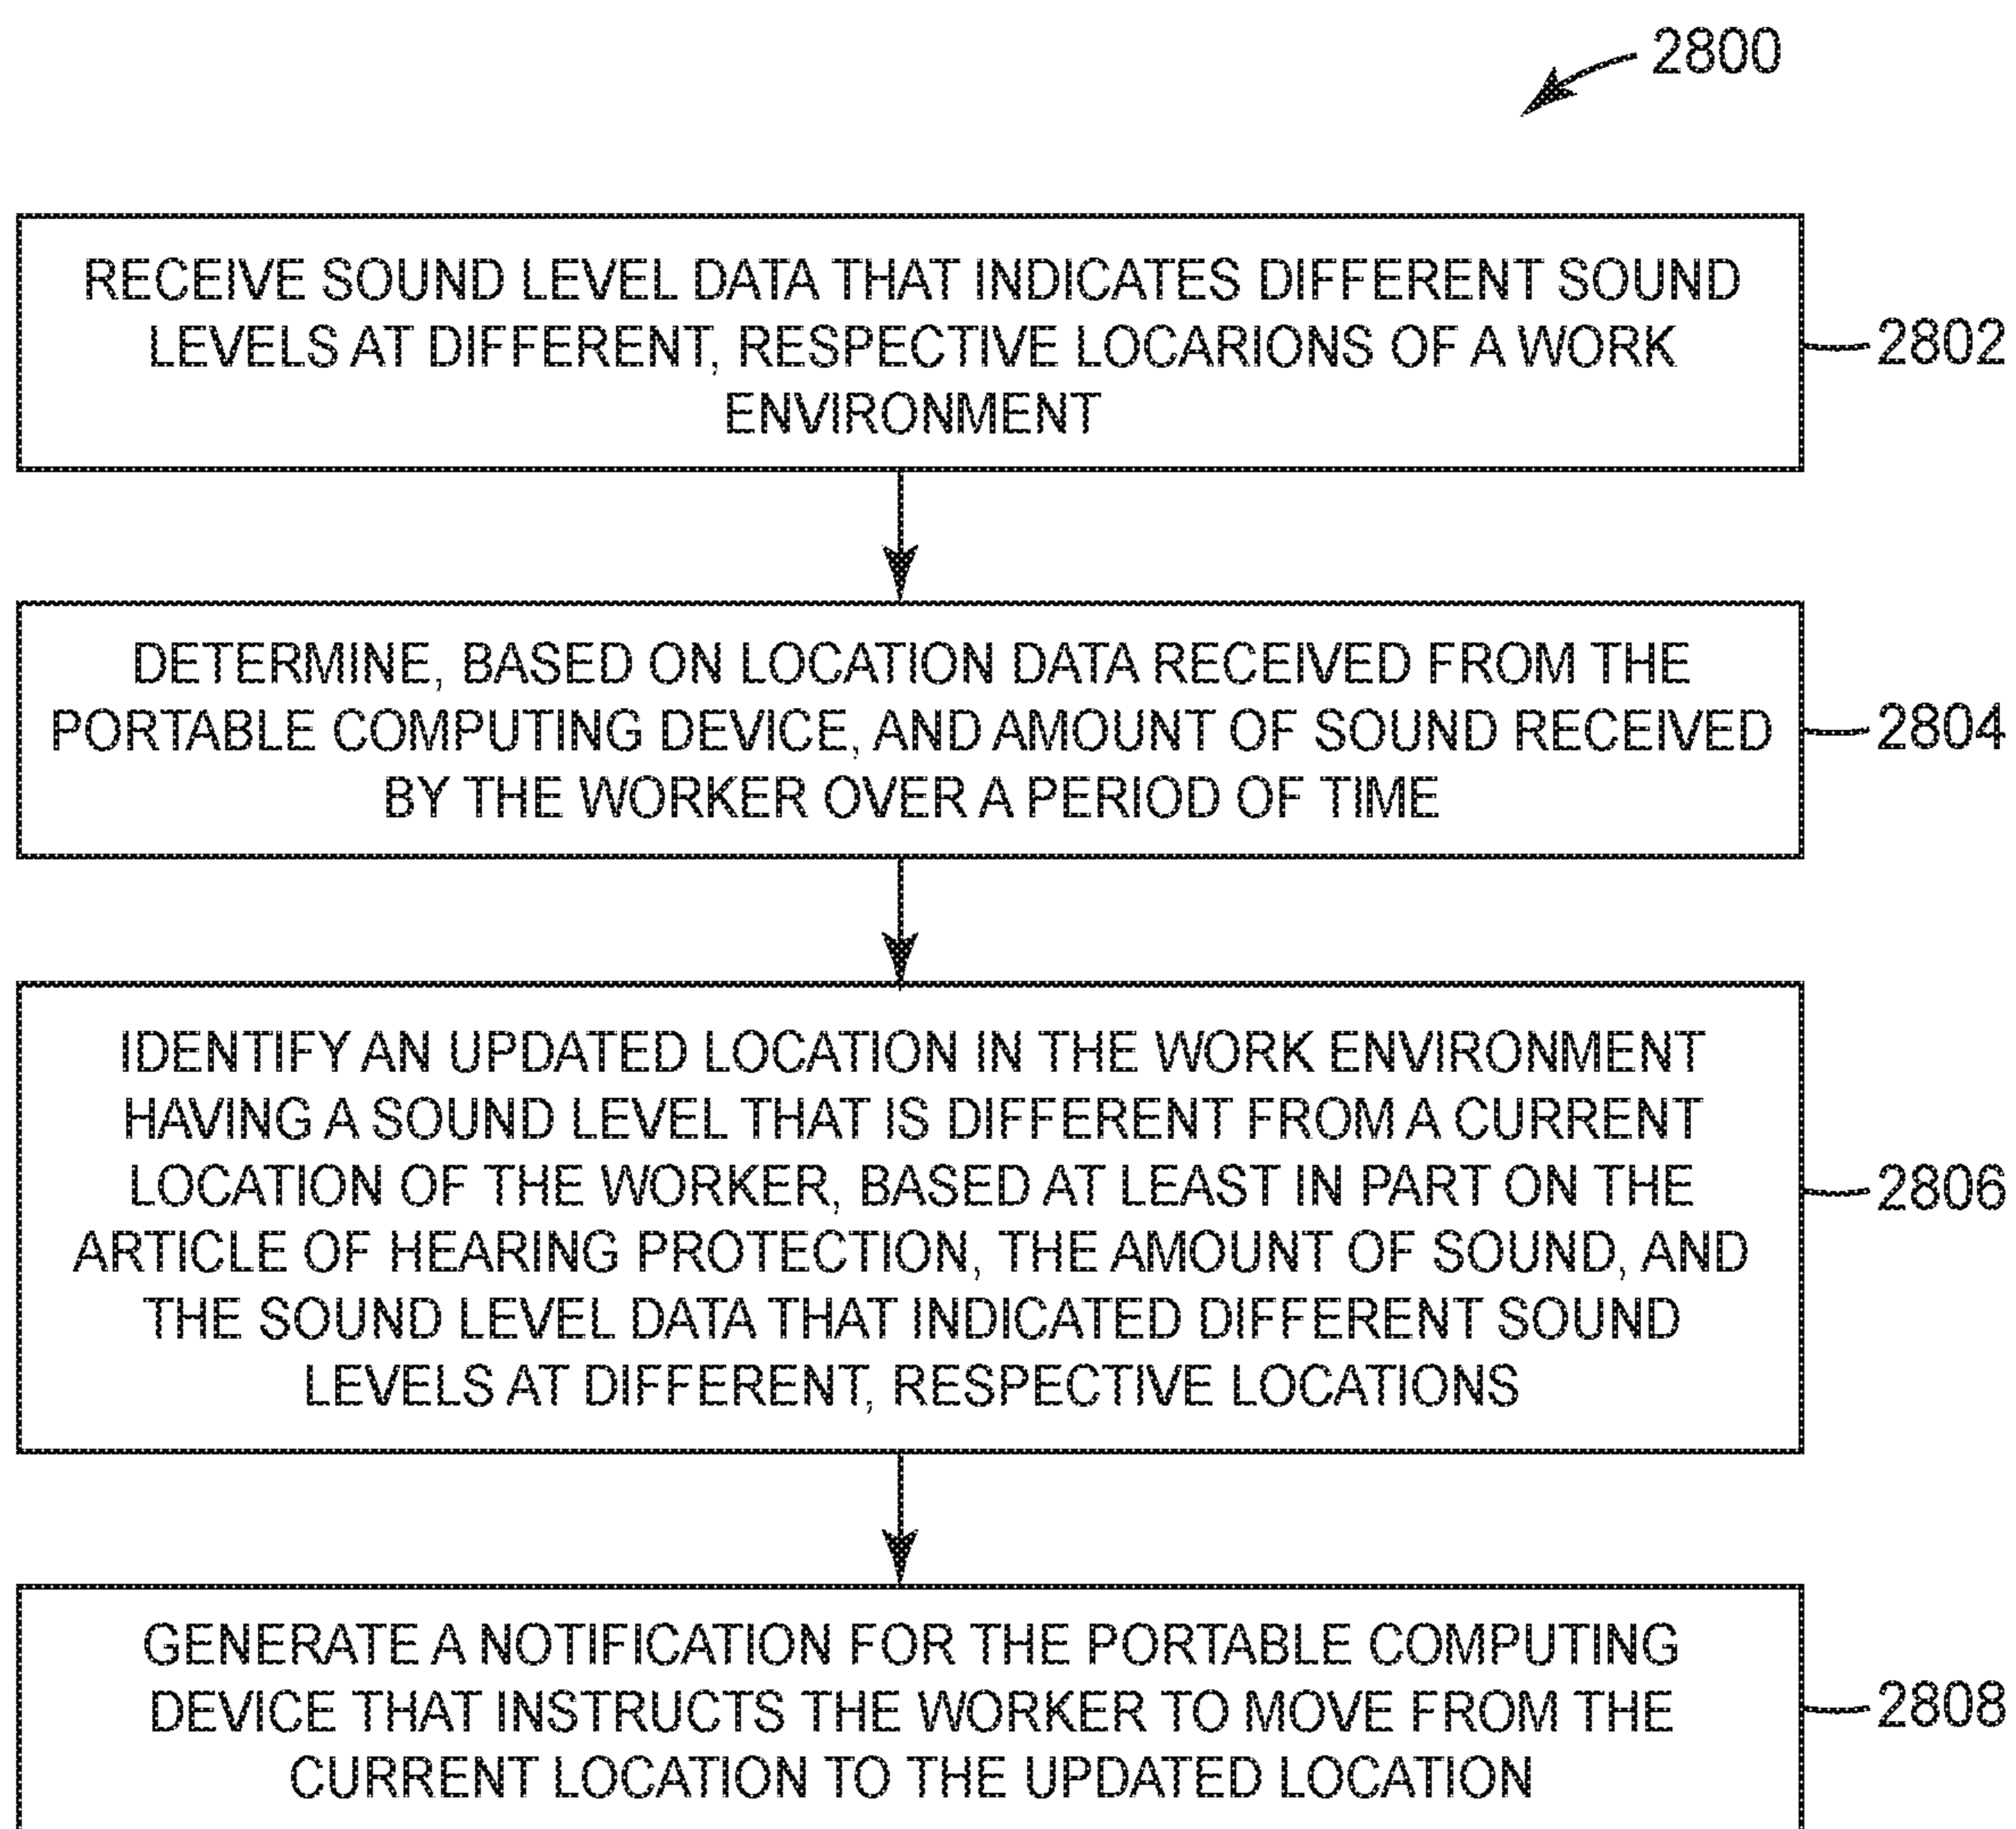 2800
RECEIVE SOUND LEVEL DATA THAT INDICATES DIFFERENT SOUND
LEVELS AT DIFFERENT, RESPECTIVE LOCARIONS OF A WORK
ENVIRONMENT
2802
DETERMINE, BASED ON LOCATION DATA RECEIVED FROM THE
PORTABLE COMPUTING DEVICE, AND AMOUNT OF SOUND RECEIVED
BY THE WORKER OVER A PERIOD OF TIME
2804
IDENTIFY AN UPDATED LOCATION IN THE WORK ENVIRONMENT
HAVING A SOUND LEVEL THAT IS DIFFERENT FROM A CURRENT
LOCATION OF THE WORKER, BASED AT LEAST IN PART ON THE
ARTICLE OF HEARING PROTECTION, THE AMOUNT OF SOUND, AND
THE SOUND LEVEL DATA THAT INDICATED DIFFERENT SOUND
LEVELS AT DIFFERENT, RESPECTIVE LOCATIONS
2806
GENERATE A NOTIFICATION FOR THE PORTABLE COMPUTING
DEVICE THAT INSTRUCTS THE WORKER TO MOVE FROM THE
CURRENT LOCATION TO THE UPDATED LOCATION
2808